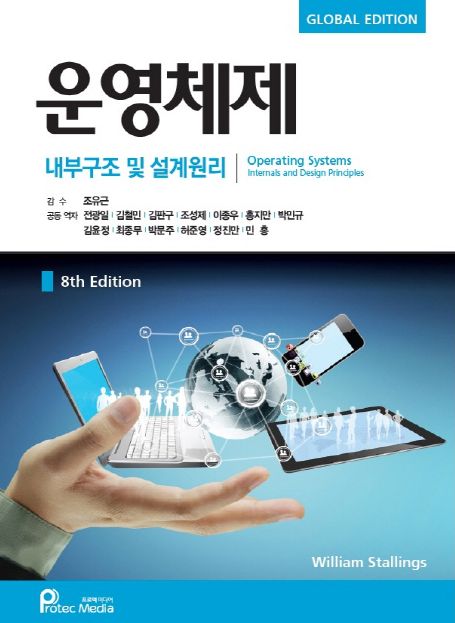 GLOBAL EDITION
운영체제
내부구조 및 설계원리
Operating Systems
Internals and Design Principles
감 수 조유근
공동 역자 전광일 | 김철민 | 김판구 | 조성제 | 이종우 | 홍지만 | 박민규
김윤정 | 최종무 | 박문주 | 허준영 | 정진만 | 민 홍
8th Edition
William Stallings
프로텍미디어
Protec Media